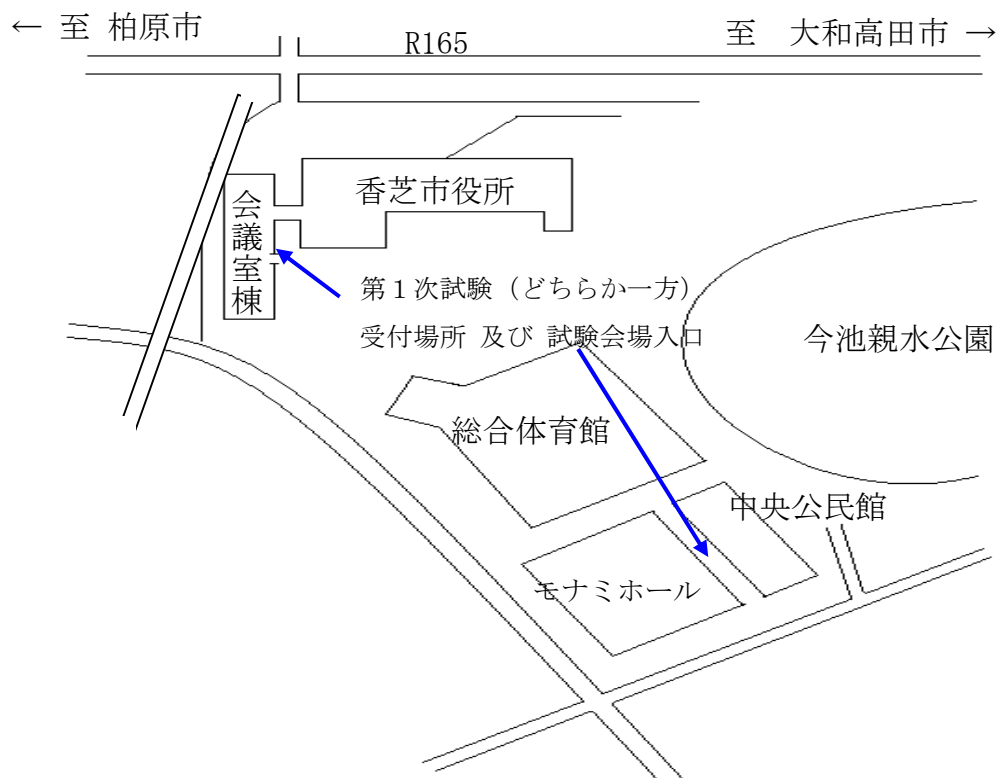 ← 至 柏原市
R165
至　大和高田市 →
香芝市役所
会議室棟
第１次試験（どちらか一方）
受付場所 及び 試験会場入口
今池親水公園
総合体育館
中央公民館
モナミホール